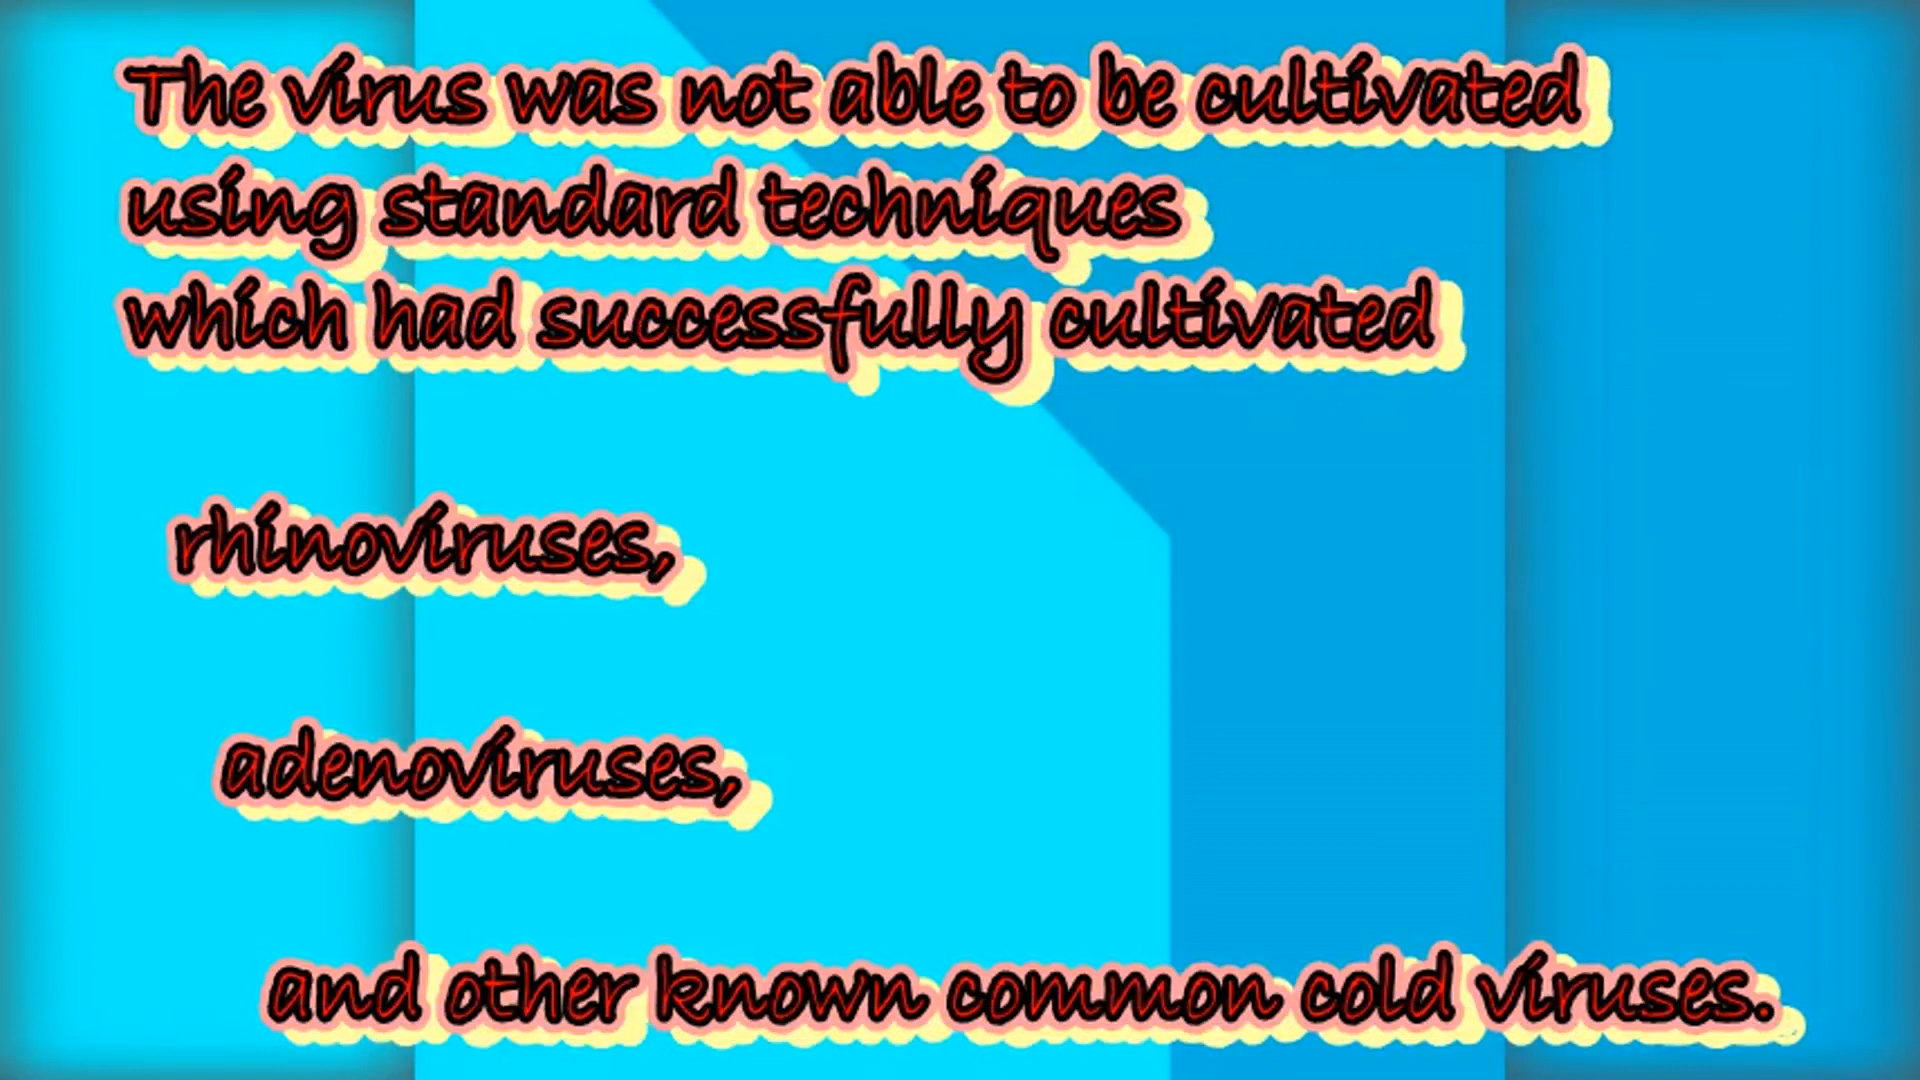 The virus was not able to be cultivated
using standard techniques
which had successfully cultivated
rhinoviruses,
adenoviruses,
and other known common cold viruses.